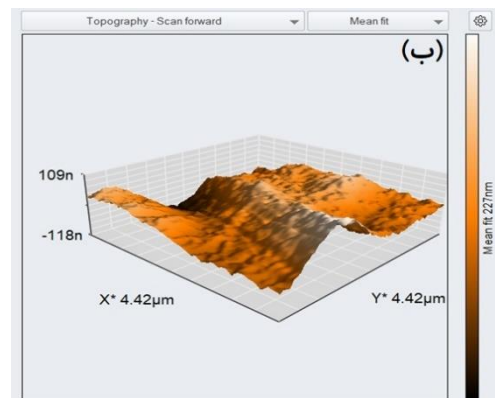 Topography - Scan forward
Mean fit
(ب)
109n
-118n
X* 4.42µm
Y* 4.42µm
Mean fit 227nm